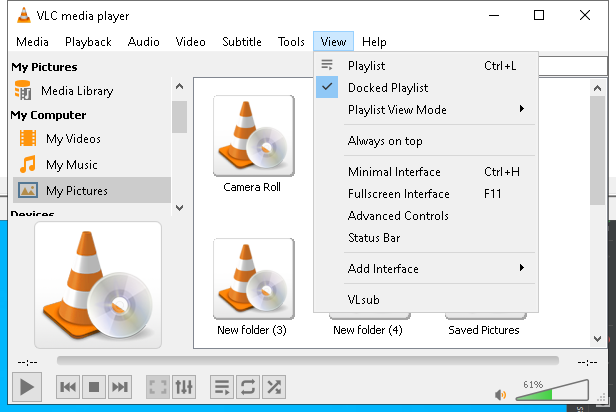 VLC media player
Media Playback Audio Video Subtitle Tools View Help
My Pictures
Media Library
My Computer
My Videos
My Music
My Pictures
Devices
Camera Roll
New folder (3)
New folder (4)
Saved Pictures
Playlist Ctrl+L
Docked Playlist
Playlist View Mode
Always on top
Minimal Interface Ctrl+H
Fullscreen Interface F11
Advanced Controls
Status Bar
Add Interface
VLsub
--:-- --:--
61%